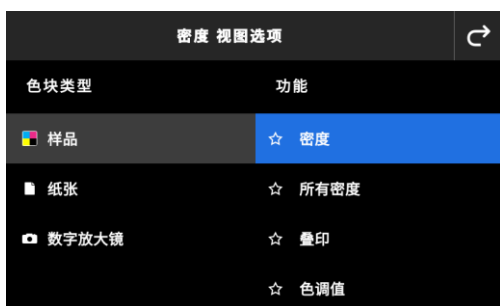 密度 视图选项
色块类型
功能
样品
密度
纸张
所有密度
数字放大镜
叠印
色调值